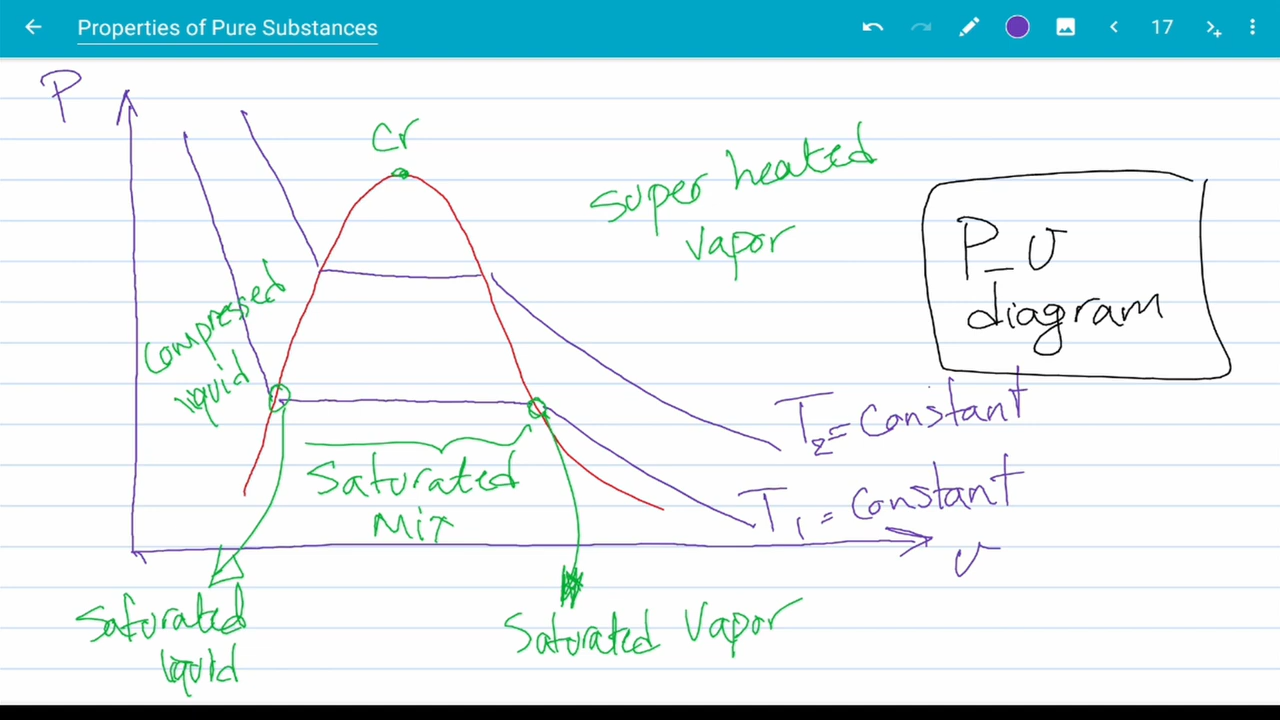 Properties of Pure Substances
17
P
Cr
super heated
vapor
P_v
diagram
Compressed
liquid
T2 = Constant
T1 = Constant
Saturated
Mix
v
Saturated
liquid
Saturated Vapor